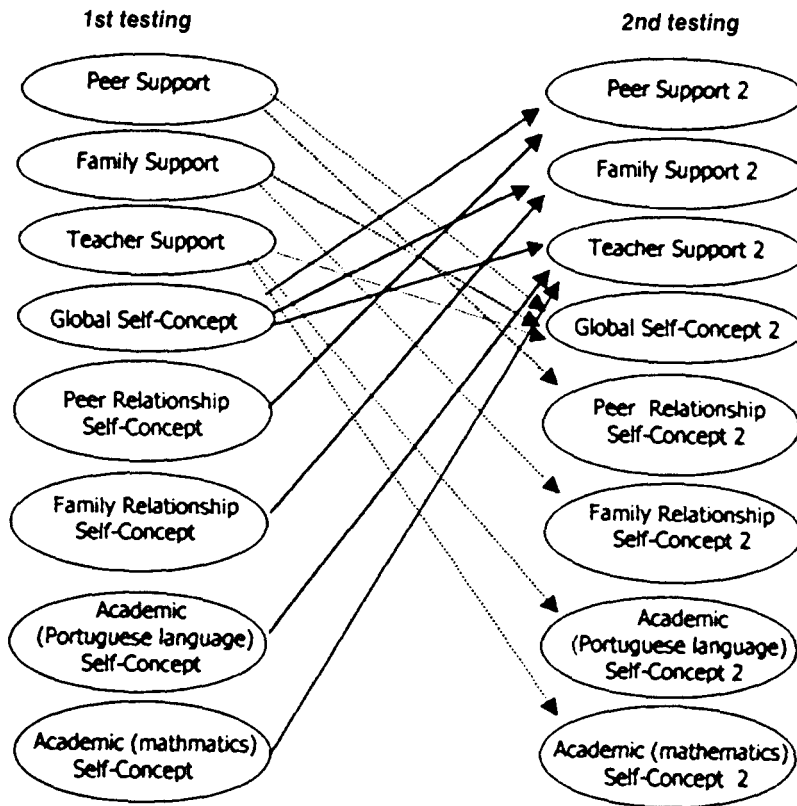 1st testing
2nd testing
Peer Support
Family Support
Teacher Support
Global Self-Concept
Peer Relationship
Self-Concept
Family Relationship
Self-Concept
Academic
(Portuguese language)
Self-Concept
Academic (mathmatics)
Self-Concept
Peer Support 2
Family Support 2
Teacher Support 2
Global Self-Concept 2
Peer Relationship
Self-Concept 2
Family Relationship
Self-Concept 2
Academic
(Portuguese language)
Self-Concept 2
Academic (mathematics)
Self-Concept 2